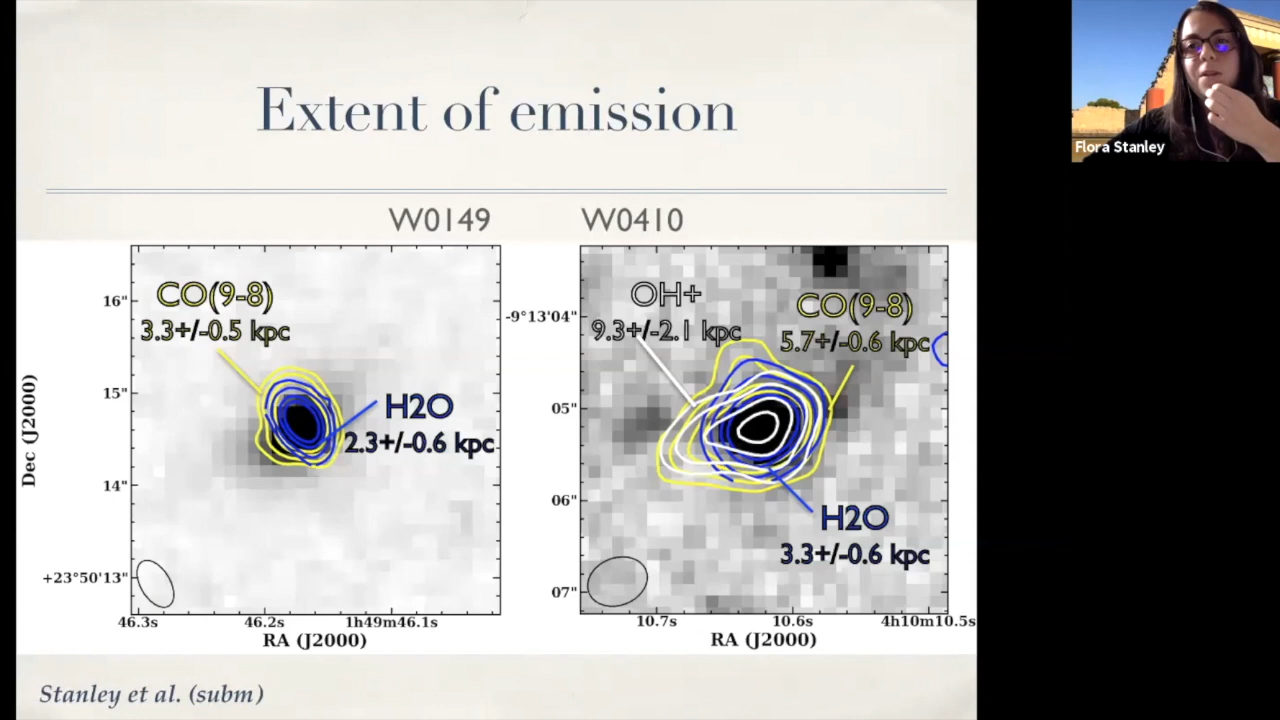 Extent of emission
Flora Stanley
W0149
W0410
CO(9-8)
3.3+/-0.5 kpc
H2O
2.3+/-0.6 kpc
16"
15"
14"
+23°50'13"
Dec (J2000)
46.3s
46.2s
1h49m46.1s
RA (J2000)
OH+
9.3+/-2.1 kpc
CO(9-8)
5.7+/-0.6 kpc
H2O
3.3+/-0.6 kpc
-9°13'04"
05"
06"
07"
10.7s
10.6s
4h10m10.5s
RA (J2000)
Stanley et al. (subm)